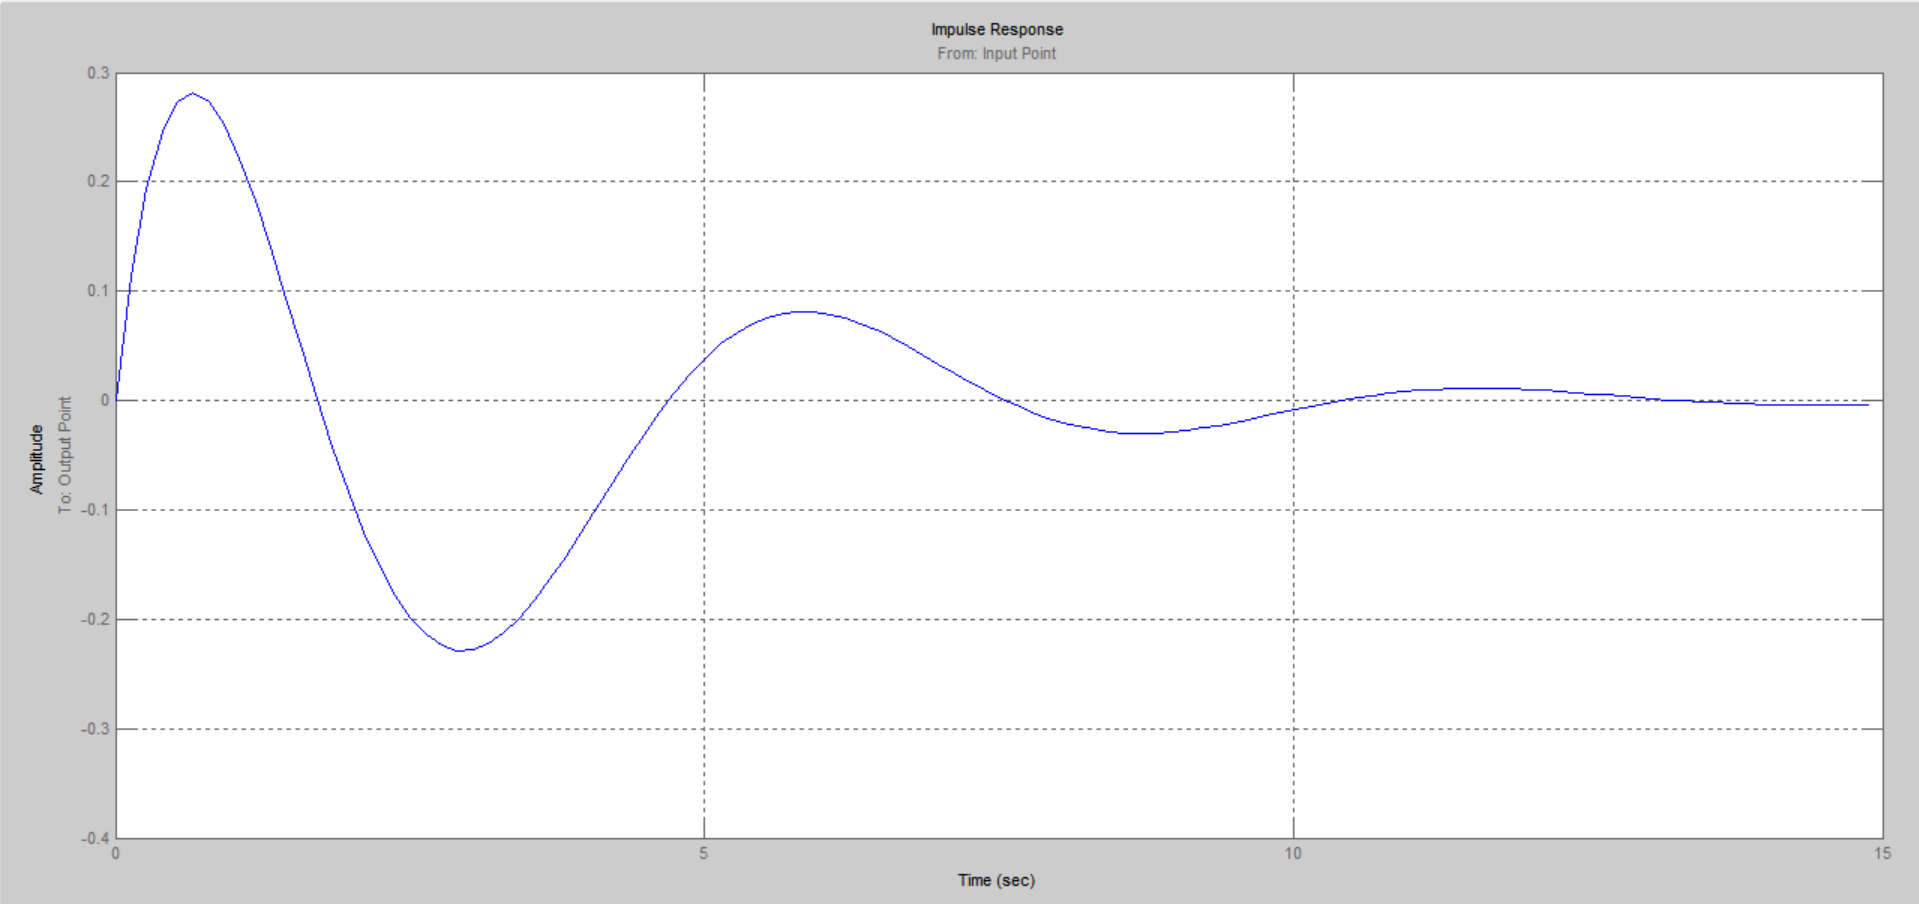 Impulse Response
From: Input Point
Amplitude
To: Output Point
0.3
0.2
0.1
0
-0.1
-0.2
-0.3
-0.4
0
5
10
15
Time (sec)